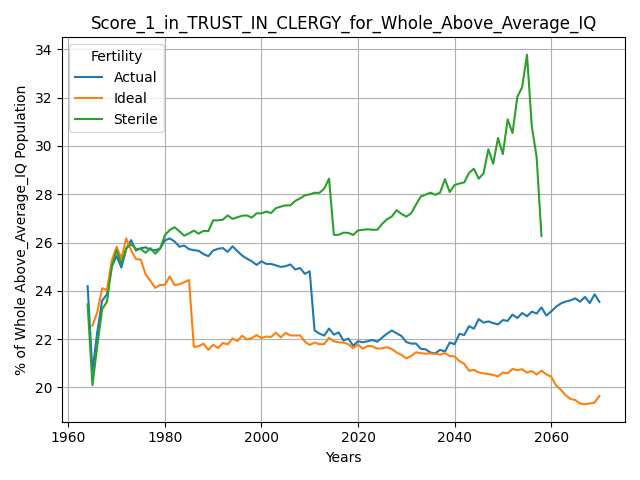 Score_1_in_TRUST_IN_CLERGY_for_Whole_Above_Average_IQ
Fertility
Actual
Ideal
Sterile
% of Whole Above_Average_IQ Population
34
32
30
28
26
24
22
20
1960
1980
2000
2020
2040
2060
Years